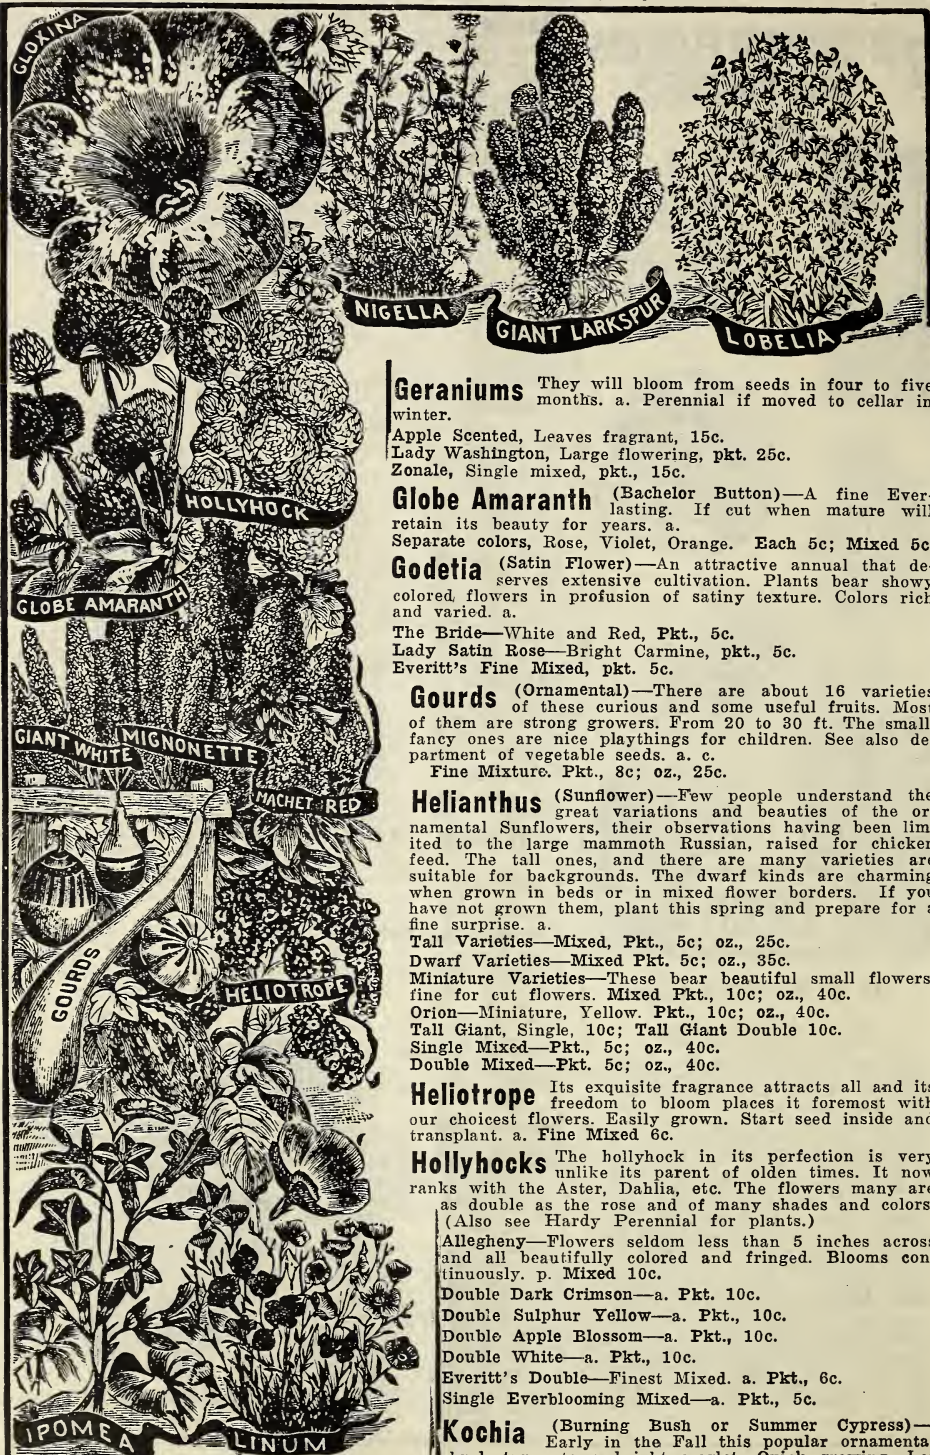 GLOXINA
NIGELLA
GIANT LARKSPUR
LOBELIA
HOLLYHOCK
GLOBE AMARANTH
GIANT WHITE
MIGNONETTE
MACHET RED
GOURDS
HELIOTROPE
IPOMEA
LINUM
Geraniums They will bloom from seeds in four to five
months. a. Perennial if moved to cellar in
winter.
Apple Scented, Leaves fragrant, 15c.
Lady Washington, Large flowering, pkt. 25c.
Zonale, Single mixed, pkt., 15c.
Globe Amaranth (Bachelor Button)—A fine Ever-
lasting. If cut when mature will
retain its beauty for years. a.
Separate colors, Rose, Violet, Orange. Each 5c; Mixed 5c
Godetia (Satin Flower)—An attractive annual that de-
serves extensive cultivation. Plants bear showy
colored flowers in profusion of satiny texture. Colors rich
and varied. a.
The Bride—White and Red, Pkt., 5c.
Lady Satin Rose—Bright Carmine, pkt., 5c.
Everitt's Fine Mixed, pkt. 5c.
Gourds (Ornamental)—There are about 16 varieties
of these curious and some useful fruits. Most
of them are strong growers. From 20 to 30 ft. The small
fancy ones are nice playthings for children. See also de
partment of vegetable seeds. a. c.
Fine Mixture. Pkt., 8c; oz., 25c.
Helianthus (Sunflower)—Few people understand the
great variations and beauties of the or
namental Sunflowers, their observations having been lim
ited to the large mammoth Russian, raised for chicken
feed. The tall ones, and there are many varieties are
suitable for backgrounds. The dwarf kinds are charming
when grown in beds or in mixed flower borders. If you
have not grown them, plant this spring and prepare for a
fine surprise. a.
Tall Varieties—Mixed, Pkt., 5c; oz., 25c.
Dwarf Varieties—Mixed Pkt. 5c; oz., 35c.
Miniature Varieties—These bear beautiful small flowers
fine for cut flowers. Mixed Pkt., 10c; oz., 40c.
Orion—Miniature, Yellow. Pkt., 10c; oz., 40c.
Tall Giant, Single, 10c; Tall Giant Double 10c.
Single Mixed—Pkt., 5c; oz., 40c.
Double Mixed—Pkt. 5c; oz., 40c.
Heliotrope Its exquisite fragrance attracts all and its
freedom to bloom places it foremost with
our choicest flowers. Easily grown. Start seed inside and
transplant. a. Fine Mixed 6c.
Hollyhocks The hollyhock in its perfection is very
unlike its parent of olden times. It now
ranks with the Aster, Dahlia, etc. The flowers many are
as double as the rose and of many shades and colors
(Also see Hardy Perennial for plants.)
Allegheny—Flowers seldom less than 5 inches across
and all beautifully colored and fringed. Blooms con
tinuously. p. Mixed 10c.
Double Dark Crimson—a. Pkt. 10c.
Double Sulphur Yellow—a. Pkt., 10c.
Double Apple Blossom—a. Pkt., 10c.
Double White—a. Pkt., 10c.
Everitt's Double—Finest Mixed. a. Pkt., 6c.
Single Everblooming Mixed—a. Pkt., 5c.
Kochia (Burning Bush or Summer Cypress)—
Early in the Fall this popular ornamenta